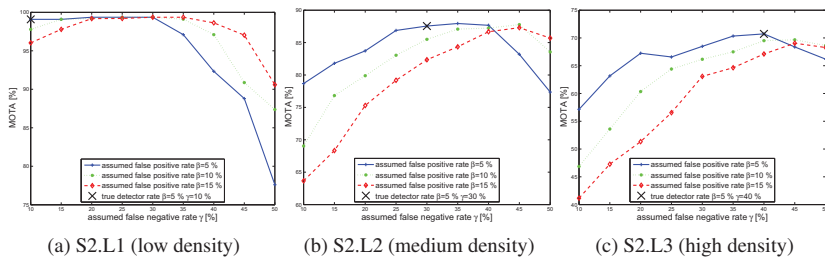 100
95
90
85
80
75
MOTA [%]
10 15 20 25 30 35 40 45 50
assumed false negative rate γ [%]
assumed false positive rate β=5 %
assumed false positive rate β=10 %
assumed false positive rate β=15 %
true detector rate β=5 % γ=10 %
(a) S2.L1 (low density)
90
85
80
75
70
65
60
MOTA [%]
10 15 20 25 30 35 40 45 50
assumed false negative rate γ [%]
assumed false positive rate β=5 %
assumed false positive rate β=10 %
assumed false positive rate β=15 %
true detector rate β=5 % γ=30 %
(b) S2.L2 (medium density)
75
70
65
60
55
50
45
40
MOTA [%]
10 15 20 25 30 35 40 45 50
assumed false negative rate γ [%]
assumed false positive rate β=5 %
assumed false positive rate β=10 %
assumed false positive rate β=15 %
true detector rate β=5 % γ=40 %
(c) S2.L3 (high density)